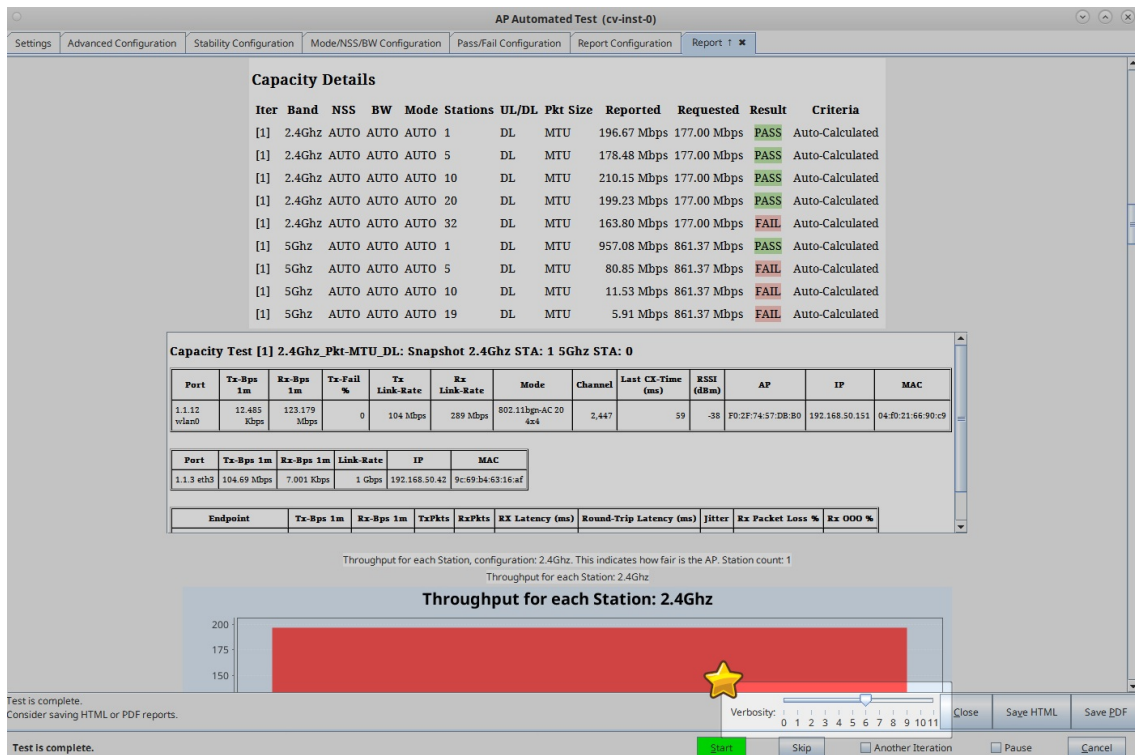 AP Automated Test (cv-inst-0)
Settings Advanced Configuration Stability Configuration Mode/NSS/BW Configuration Pass/Fail Configuration Report Configuration Report ↑ ✖
Capacity Details
Iter Band NSS BW Mode Stations UL/DL Pkt Size Reported Requested Result Criteria
[1] 2.4Ghz AUTO AUTO AUTO 1 DL MTU 196.67 Mbps 177.00 Mbps PASS Auto-Calculated
[1] 2.4Ghz AUTO AUTO AUTO 5 DL MTU 178.48 Mbps 177.00 Mbps PASS Auto-Calculated
[1] 2.4Ghz AUTO AUTO AUTO 10 DL MTU 210.15 Mbps 177.00 Mbps PASS Auto-Calculated
[1] 2.4Ghz AUTO AUTO AUTO 20 DL MTU 199.23 Mbps 177.00 Mbps PASS Auto-Calculated
[1] 2.4Ghz AUTO AUTO AUTO 32 DL MTU 163.80 Mbps 177.00 Mbps FAIL Auto-Calculated
[1] 5Ghz AUTO AUTO AUTO 1 DL MTU 957.08 Mbps 861.37 Mbps PASS Auto-Calculated
[1] 5Ghz AUTO AUTO AUTO 5 DL MTU 80.85 Mbps 861.37 Mbps FAIL Auto-Calculated
[1] 5Ghz AUTO AUTO AUTO 10 DL MTU 11.53 Mbps 861.37 Mbps FAIL Auto-Calculated
[1] 5Ghz AUTO AUTO AUTO 19 DL MTU 5.91 Mbps 861.37 Mbps FAIL Auto-Calculated
Capacity Test [1] 2.4Ghz_Pkt-MTU_DL: Snapshot 2.4Ghz STA: 1 5Ghz STA: 0
Port Tx-Bps 1m Rx-Bps 1m Tx-Fail % Tx Link-Rate Rx Link-Rate Mode Channel Last CX-Time (ms) RSSI (dBm) AP IP MAC
1.1.12 wlan0 12.485 Kbps 123.179 Mbps 0 104 Mbps 289 Mbps 802.11bgn-AC 20 4x4 2,447 59 -38 F0:2F:74:57:DB:B0 192.168.50.151 04:f0:21:66:90:c9
Port Tx-Bps 1m Rx-Bps 1m Link-Rate IP MAC
1.1.3 eth3 104.69 Mbps 7.001 Kbps 1 Gbps 192.168.50.42 9c:69:b4:63:16:af
Endpoint Tx-Bps 1m Rx-Bps 1m TxPkts RxPkts RX Latency (ms) Round-Trip Latency (ms) Jitter Rx Packet Loss % Rx OOO %
Throughput for each Station, configuration: 2.4Ghz. This indicates how fair is the AP. Station count: 1
Throughput for each Station: 2.4Ghz
Throughput for each Station: 2.4Ghz
200
175
150
Test is complete.
Consider saving HTML or PDF reports.
Verbosity:
0 1 2 3 4 5 6 7 8 9 10 11
Close Save HTML Save PDF
Test is complete.
Start Skip Another Iteration Pause Cancel